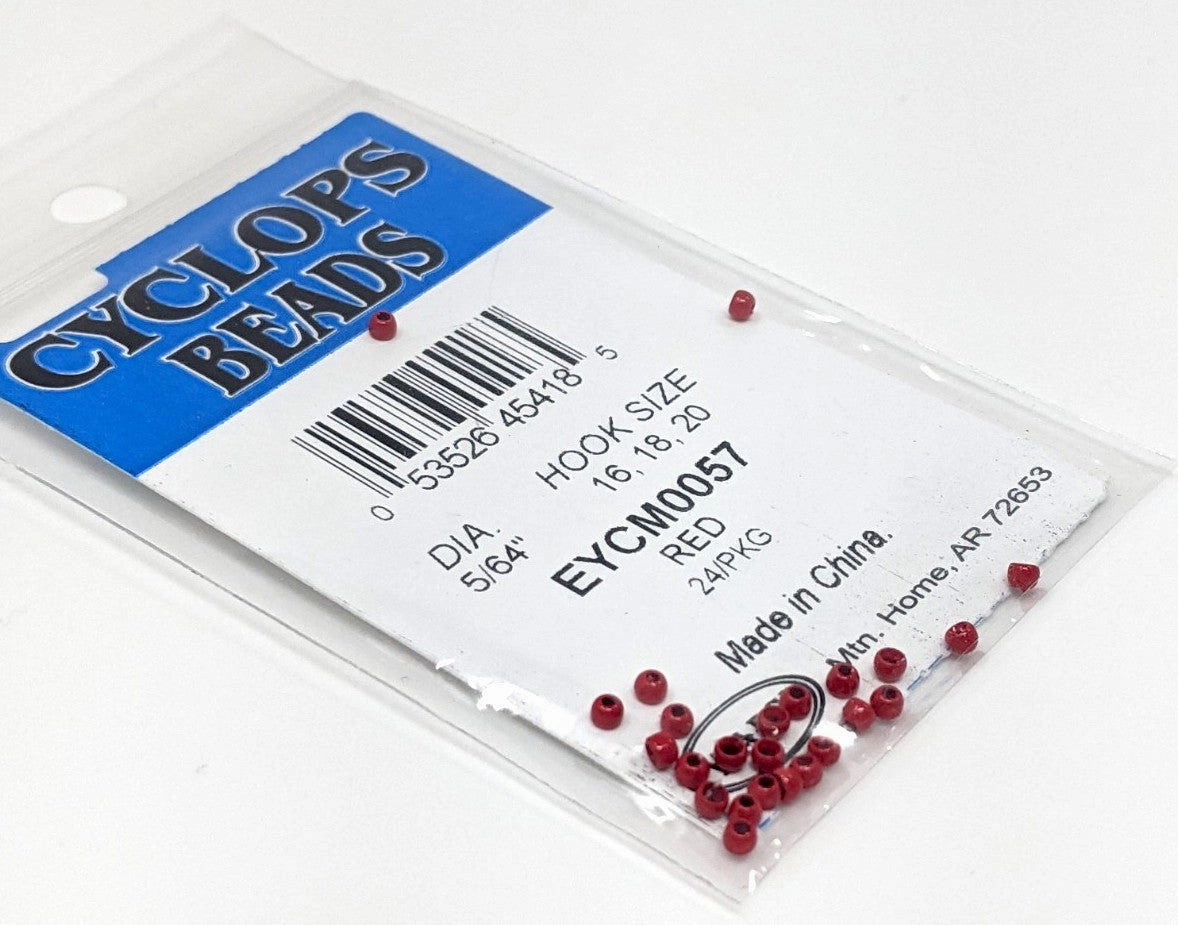 CYCLOPS
BEADS
0 53526 45418 5
DIA.
5/64"
HOOK SIZE
16, 18, 20
EYCM0057
RED
24/PKG
Made in China.
Mtn. Home, AR 72653